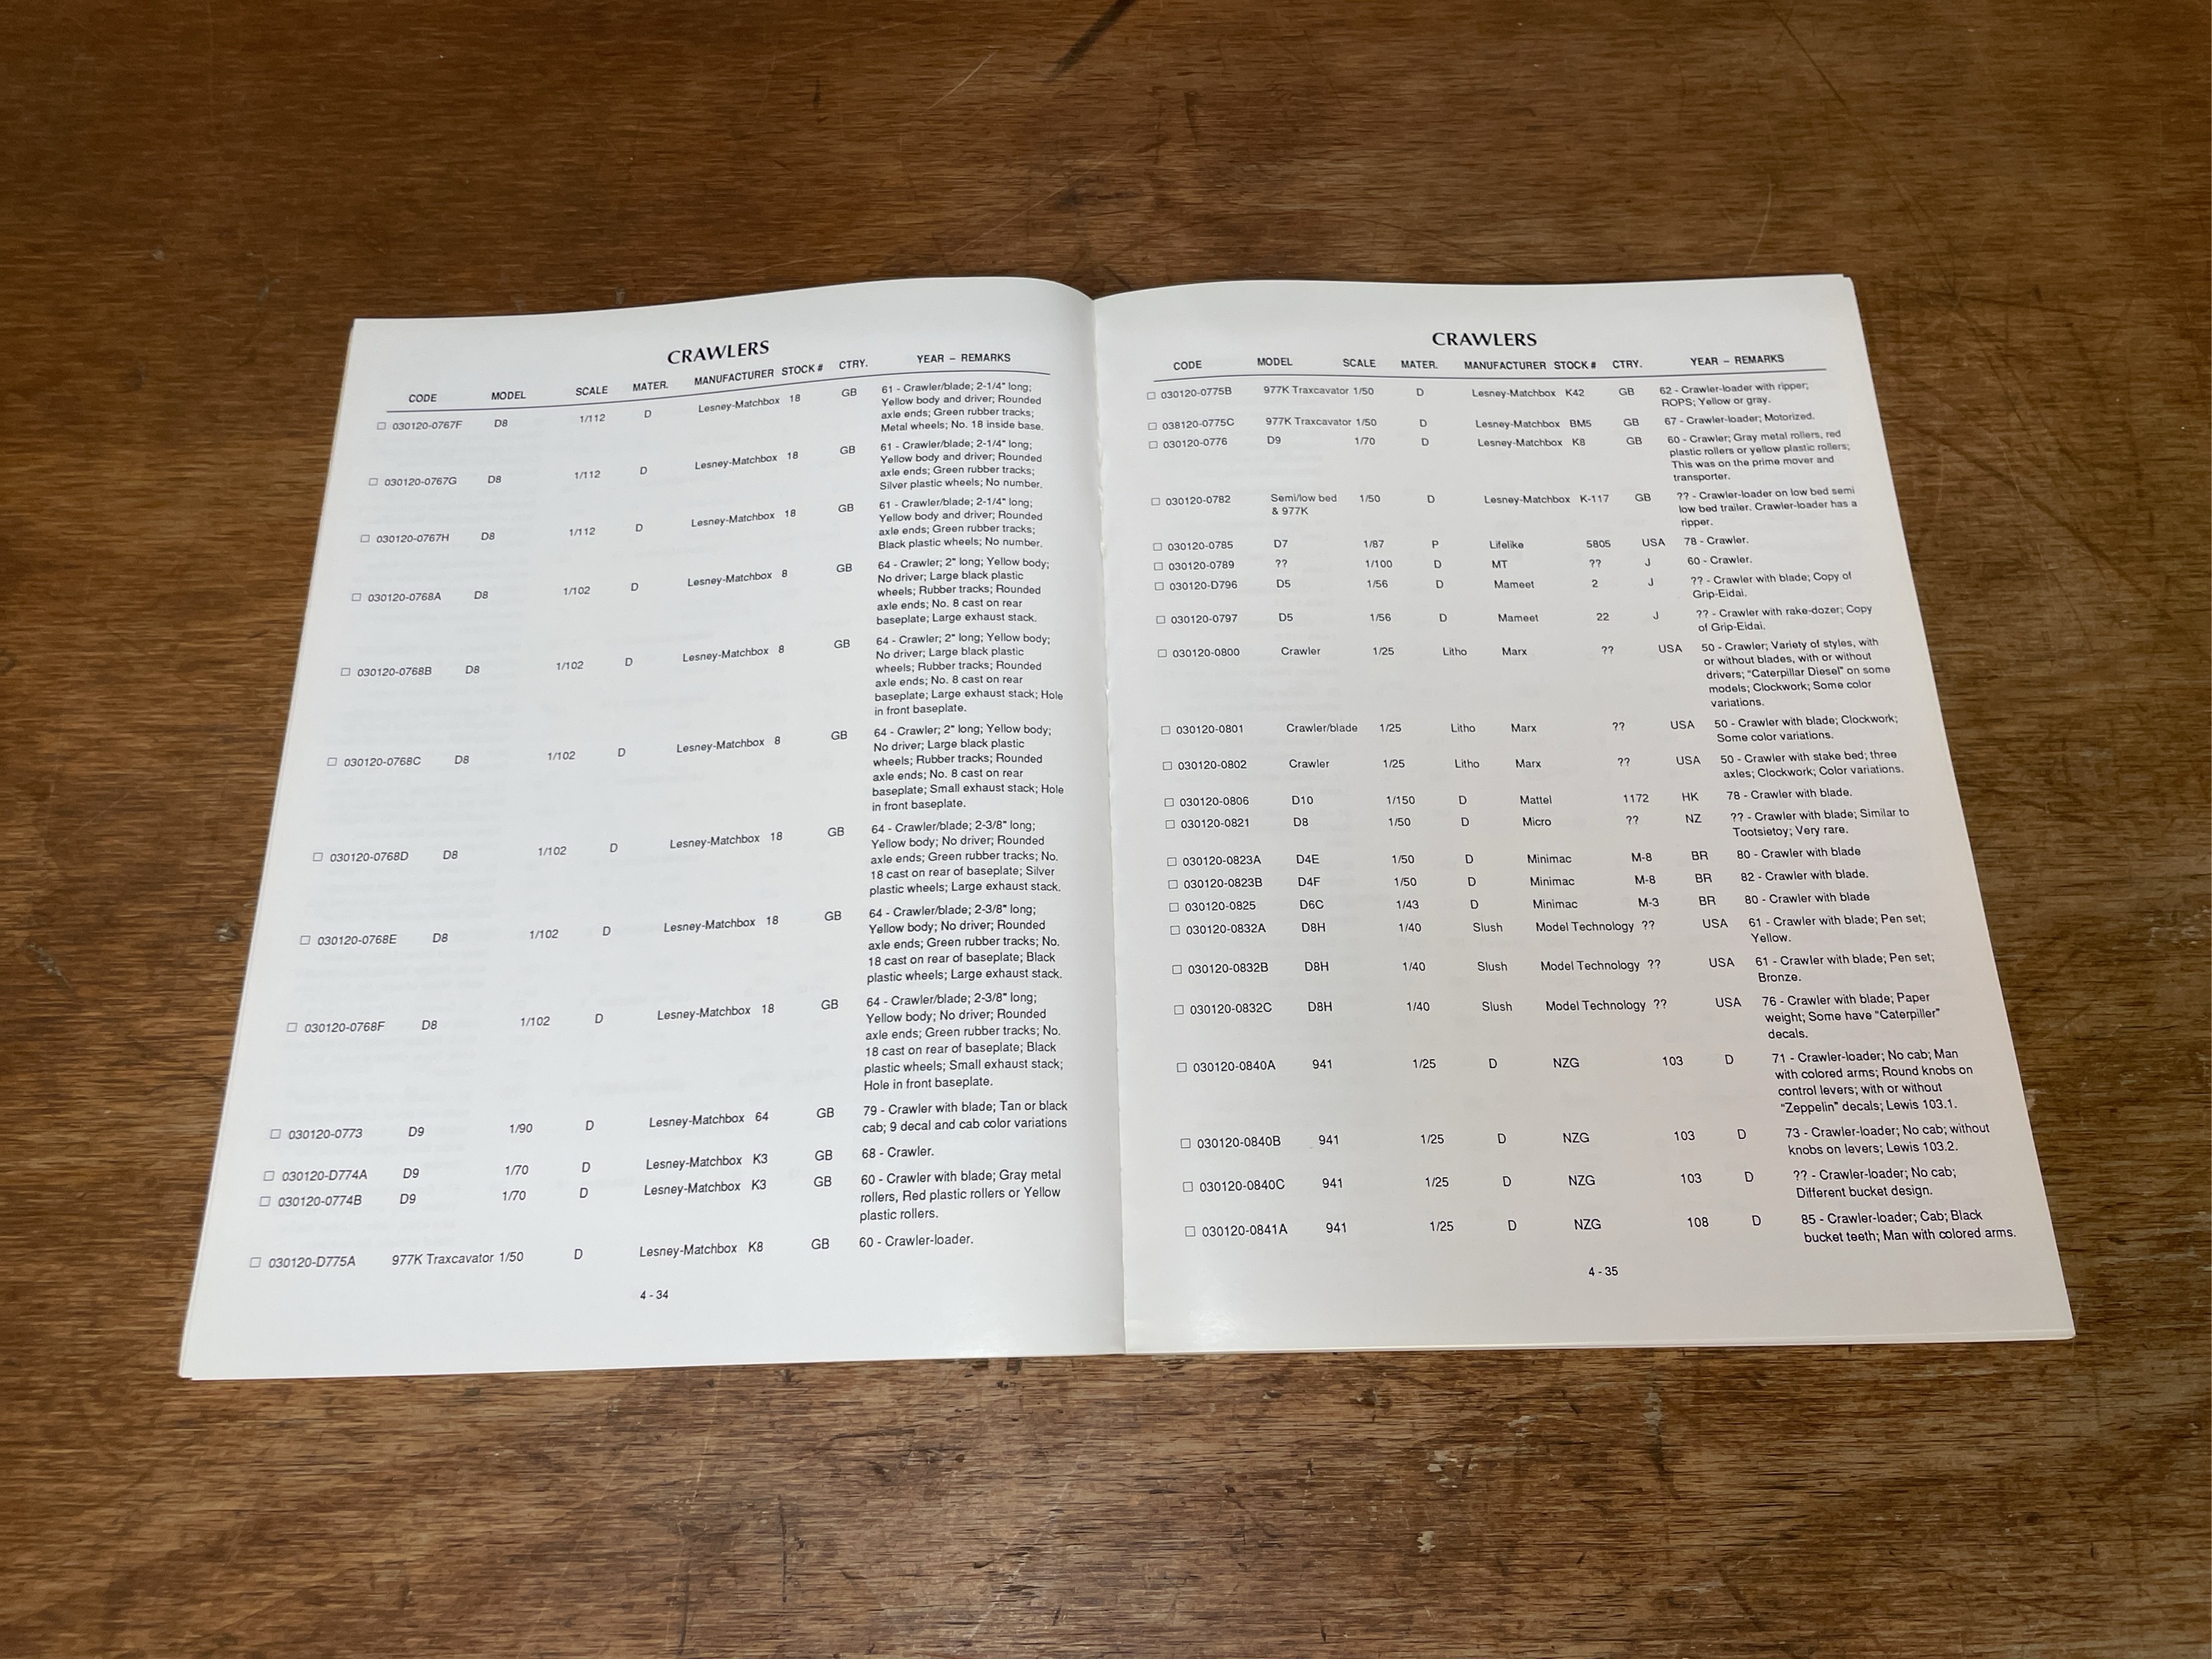 CRAWLERS
CODE MODEL SCALE MATER. MANUFACTURER STOCK # CTRY. YEAR – REMARKS
☐ 030120-0767F D8 1/112 D Lesney-Matchbox 18 GB 61 - Crawler/blade; 2-1/4" long;
Yellow body and driver; Rounded
axle ends; Green rubber tracks;
Metal wheels; No. 18 inside base.
☐ 030120-0767G D8 1/112 D Lesney-Matchbox 18 GB 61 - Crawler/blade; 2-1/4" long;
Yellow body and driver; Rounded
axle ends; Green rubber tracks;
Silver plastic wheels; No number.
☐ 030120-0767H D8 1/112 D Lesney-Matchbox 18 GB 61 - Crawler/blade; 2-1/4" long;
Yellow body and driver; Rounded
axle ends; Green rubber tracks;
Black plastic wheels; No number.
☐ 030120-0768A D8 1/102 D Lesney-Matchbox 8 GB 64 - Crawler; 2" long; Yellow body;
No driver; Large black plastic
wheels; Rubber tracks; Rounded
axle ends; No. 8 cast on rear
baseplate; Large exhaust stack.
☐ 030120-0768B D8 1/102 D Lesney-Matchbox 8 GB 64 - Crawler; 2" long; Yellow body;
No driver; Large black plastic
wheels; Rubber tracks; Rounded
axle ends; No. 8 cast on rear
baseplate; Large exhaust stack; Hole
in front baseplate.
☐ 030120-0768C D8 1/102 D Lesney-Matchbox 8 GB 64 - Crawler; 2" long; Yellow body;
No driver; Large black plastic
wheels; Rubber tracks; Rounded
axle ends; No. 8 cast on rear
baseplate; Small exhaust stack; Hole
in front baseplate.
☐ 030120-0768D D8 1/102 D Lesney-Matchbox 18 GB 64 - Crawler/blade; 2-3/8" long;
Yellow body; No driver; Rounded
axle ends; Green rubber tracks; No.
18 cast on rear of baseplate; Silver
plastic wheels; Large exhaust stack.
☐ 030120-0768E D8 1/102 D Lesney-Matchbox 18 GB 64 - Crawler/blade; 2-3/8" long;
Yellow body; No driver; Rounded
axle ends; Green rubber tracks; No.
18 cast on rear of baseplate; Black
plastic wheels; Large exhaust stack.
☐ 030120-0768F D8 1/102 D Lesney-Matchbox 18 GB 64 - Crawler/blade; 2-3/8" long;
Yellow body; No driver; Rounded
axle ends; Green rubber tracks; No.
18 cast on rear of baseplate; Black
plastic wheels; Small exhaust stack;
Hole in front baseplate.
☐ 030120-0773 D9 1/90 D Lesney-Matchbox 64 GB 79 - Crawler with blade; Tan or black
cab; 9 decal and cab color variations
☐ 030120-D774A D9 1/70 D Lesney-Matchbox K3 GB 68 - Crawler.
☐ 030120-0774B D9 1/70 D Lesney-Matchbox K3 GB 60 - Crawler with blade; Gray metal
rollers, Red plastic rollers or Yellow
plastic rollers.
☐ 030120-D775A 977K Traxcavator 1/50 D Lesney-Matchbox K8 GB 60 - Crawler-loader.
4 - 34
CRAWLERS
CODE MODEL SCALE MATER. MANUFACTURER STOCK # CTRY. YEAR – REMARKS
☐ 030120-0775B 977K Traxcavator 1/50 D Lesney-Matchbox K42 GB 62 - Crawler-loader with ripper;
ROPS; Yellow or gray.
☐ 038120-0775C 977K Traxcavator 1/50 D Lesney-Matchbox BM5 GB 67 - Crawler-loader; Motorized.
☐ 030120-0776 D9 1/70 D Lesney-Matchbox K8 GB 60 - Crawler; Gray metal rollers, red
plastic rollers or yellow plastic rollers;
This was on the prime mover and
transporter.
☐ 030120-0782 Semi/low bed 1/50 D Lesney-Matchbox K-117 GB ?? - Crawler-loader on low bed semi
& 977K low bed trailer. Crawler-loader has a
ripper.
☐ 030120-0785 D7 1/87 P Lifelike 5805 USA 78 - Crawler.
☐ 030120-0789 ?? 1/100 D MT ?? J 60 - Crawler.
☐ 030120-D796 D5 1/56 D Mameet 2 J ?? - Crawler with blade; Copy of
Grip-Eidai.
☐ 030120-0797 D5 1/56 D Mameet 22 J ?? - Crawler with rake-dozer; Copy
of Grip-Eidai.
☐ 030120-0800 Crawler 1/25 Litho Marx ?? USA 50 - Crawler; Variety of styles, with
or without blades, with or without
drivers; "Caterpillar Diesel" on some
models; Clockwork; Some color
variations.
☐ 030120-0801 Crawler/blade 1/25 Litho Marx ?? USA 50 - Crawler with blade; Clockwork;
Some color variations.
☐ 030120-0802 Crawler 1/25 Litho Marx ?? USA 50 - Crawler with stake bed; three
axles; Clockwork; Color variations.
☐ 030120-0806 D10 1/150 D Mattel 1172 HK 78 - Crawler with blade.
☐ 030120-0821 D8 1/50 D Micro ?? NZ ?? - Crawler with blade; Similar to
Tootsietoy; Very rare.
☐ 030120-0823A D4E 1/50 D Minimac M-8 BR 80 - Crawler with blade
☐ 030120-0823B D4F 1/50 D Minimac M-8 BR 82 - Crawler with blade.
☐ 030120-0825 D6C 1/43 D Minimac M-3 BR 80 - Crawler with blade
☐ 030120-0832A D8H 1/40 Slush Model Technology ?? USA 61 - Crawler with blade; Pen set;
Yellow.
☐ 030120-0832B D8H 1/40 Slush Model Technology ?? USA 61 - Crawler with blade; Pen set;
Bronze.
☐ 030120-0832C D8H 1/40 Slush Model Technology ?? USA 76 - Crawler with blade; Paper
weight; Some have "Caterpiller"
decals.
☐ 030120-0840A 941 1/25 D NZG 103 D 71 - Crawler-loader; No cab; Man
with colored arms; Round knobs on
control levers; with or without
"Zeppelin" decals; Lewis 103.1.
☐ 030120-0840B 941 1/25 D NZG 103 D 73 - Crawler-loader; No cab; without
knobs on levers; Lewis 103.2.
☐ 030120-0840C 941 1/25 D NZG 103 D ?? - Crawler-loader; No cab;
Different bucket design.
☐ 030120-0841A 941 1/25 D NZG 108 D 85 - Crawler-loader; Cab; Black
bucket teeth; Man with colored arms.
4 - 35